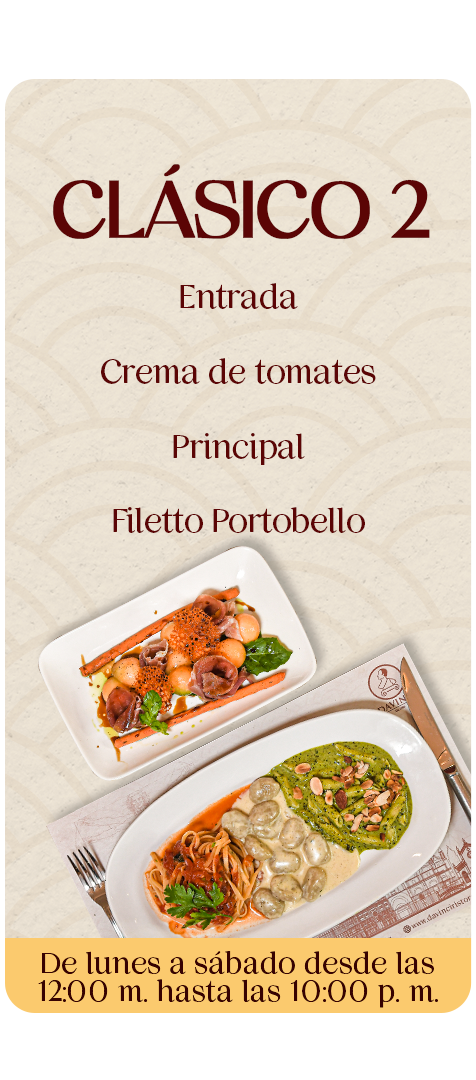 CLÁSICO 2
Entrada
Crema de tomates
Principal
Filetto Portobello
De lunes a sábado desde las
12:00 m. hasta las 10:00 p. m.